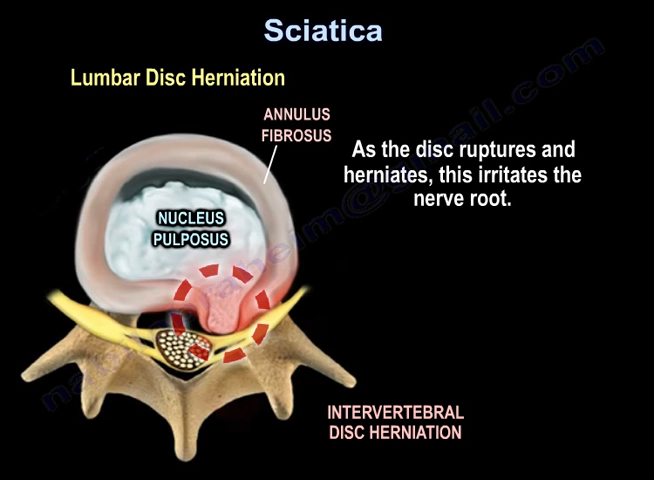 Sciatica
Lumbar Disc Herniation
ANNULUS
FIBROSUS
As the disc ruptures and
herniates, this irritates the
nerve root.
NUCLEUS
PULPOSUS
INTERVERTEBRAL
DISC HERNIATION